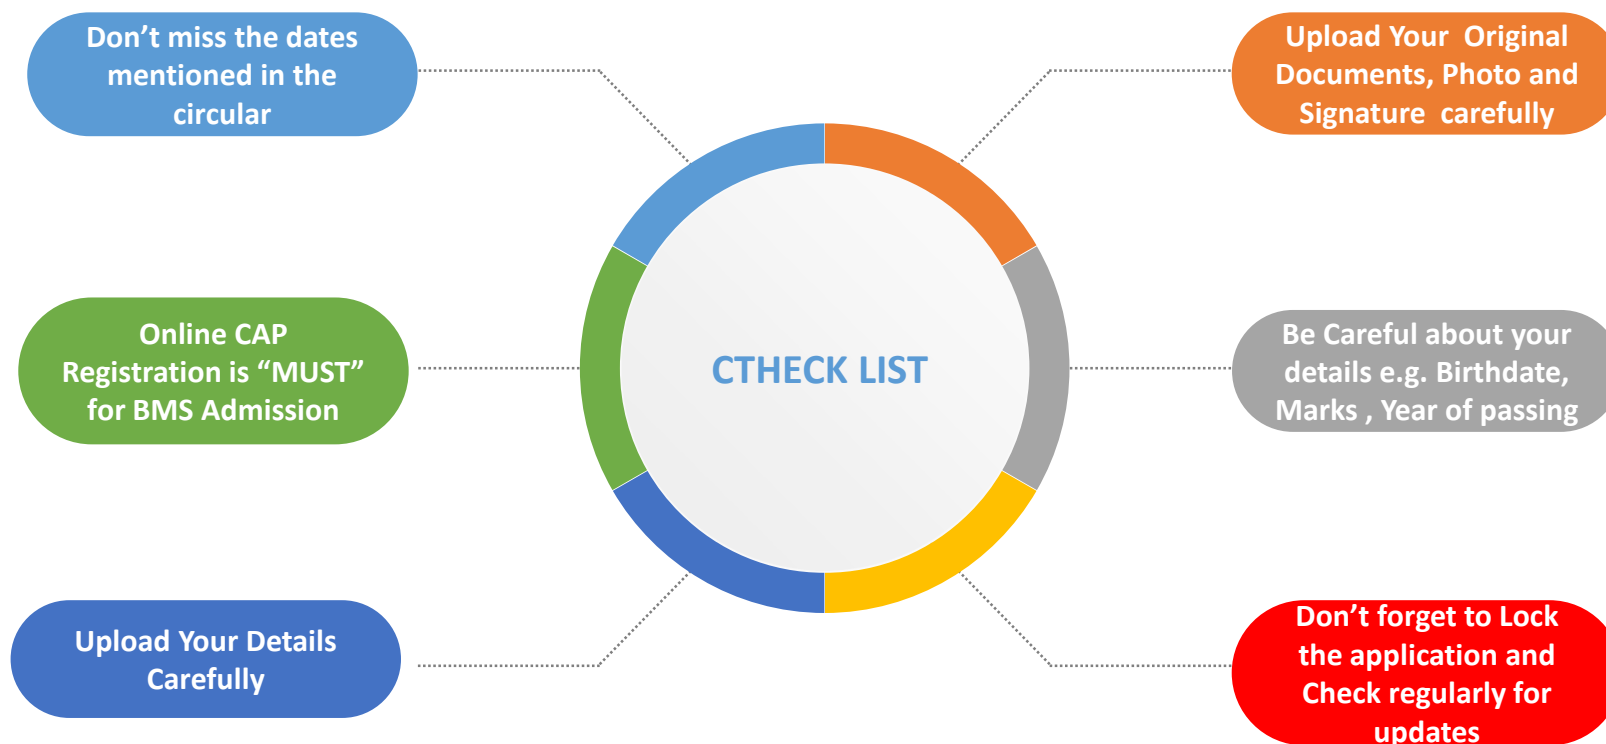 Don’t miss the dates
mentioned in the
circular
Upload Your  Original
Documents, Photo and
Signature  carefully
Online CAP
Registration is “MUST”
for BMS Admission
CTHECK LIST
Be Careful about your
details e.g. Birthdate,
Marks , Year of passing
Upload Your Details
Carefully
Don’t forget to Lock
the application and
Check regularly for
updates